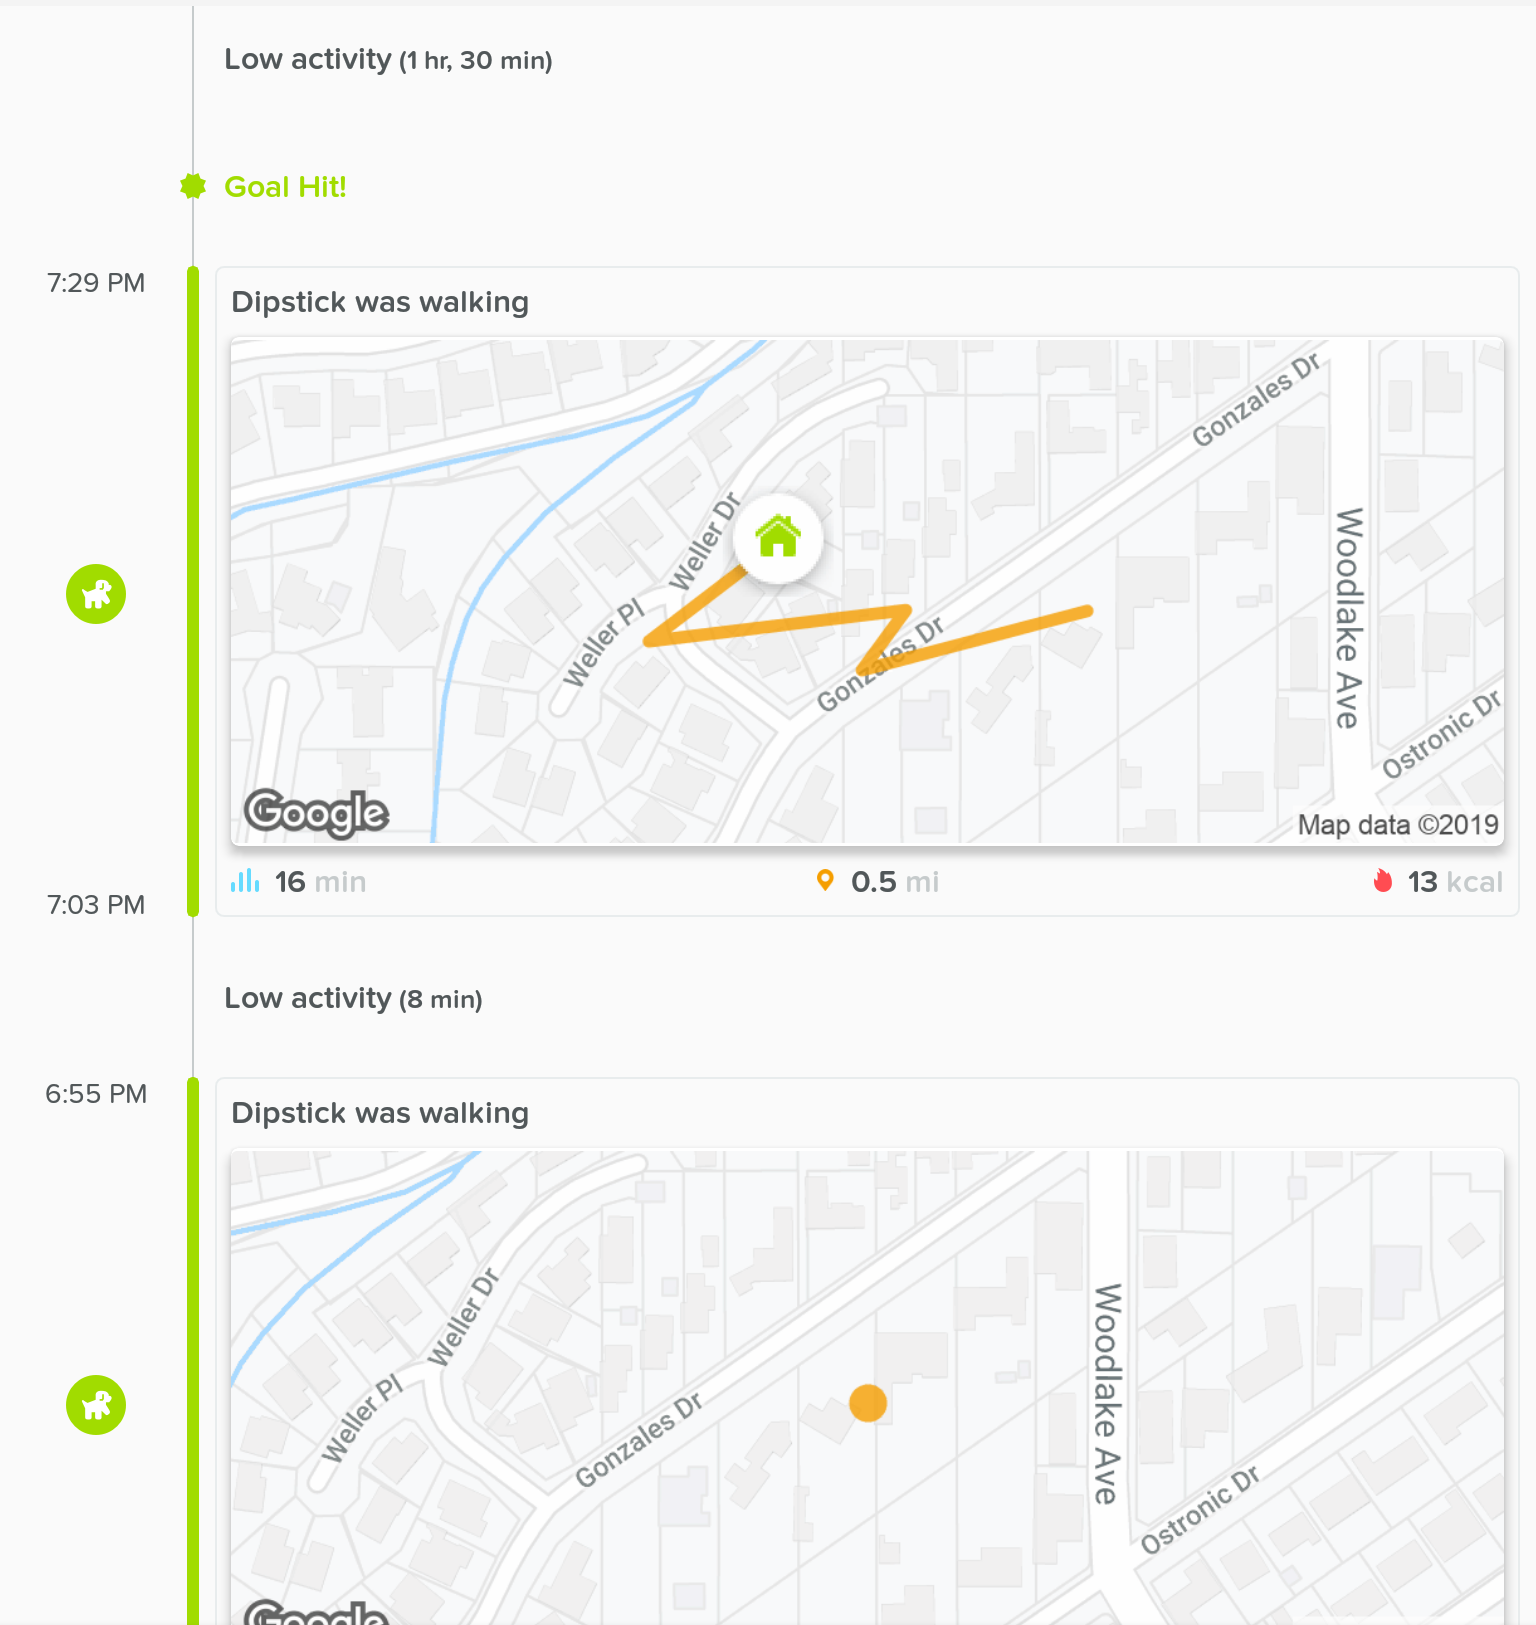 Low activity (1 hr, 30 min)
Goal Hit!
7:29 PM
Dipstick was walking
Gonzales Dr
Weller Dr
Woodlake Ave
Weller Pl
Gonzales Dr
Ostronic Dr
Google
Map data ©2019
16 min
0.5 mi
13 kcal
7:03 PM
Low activity (8 min)
6:55 PM
Dipstick was walking
Weller Dr
Woodlake Ave
Weller Pl
Gonzales Dr
Ostronic Dr
Google